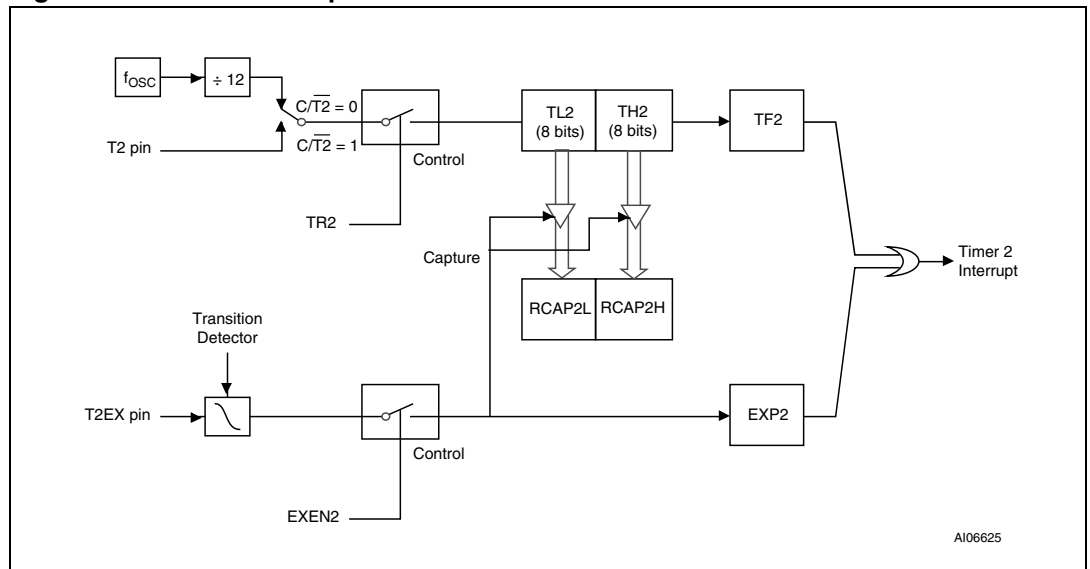 fOSC
÷ 12
C/T2 = 0
T2 pin
C/T2 = 1
Control
TR2
TL2
(8 bits)
TH2
(8 bits)
TF2
Capture
RCAP2L
RCAP2H
Timer 2
Interrupt
Transition
Detector
T2EX pin
Control
EXEN2
EXP2
AI06625